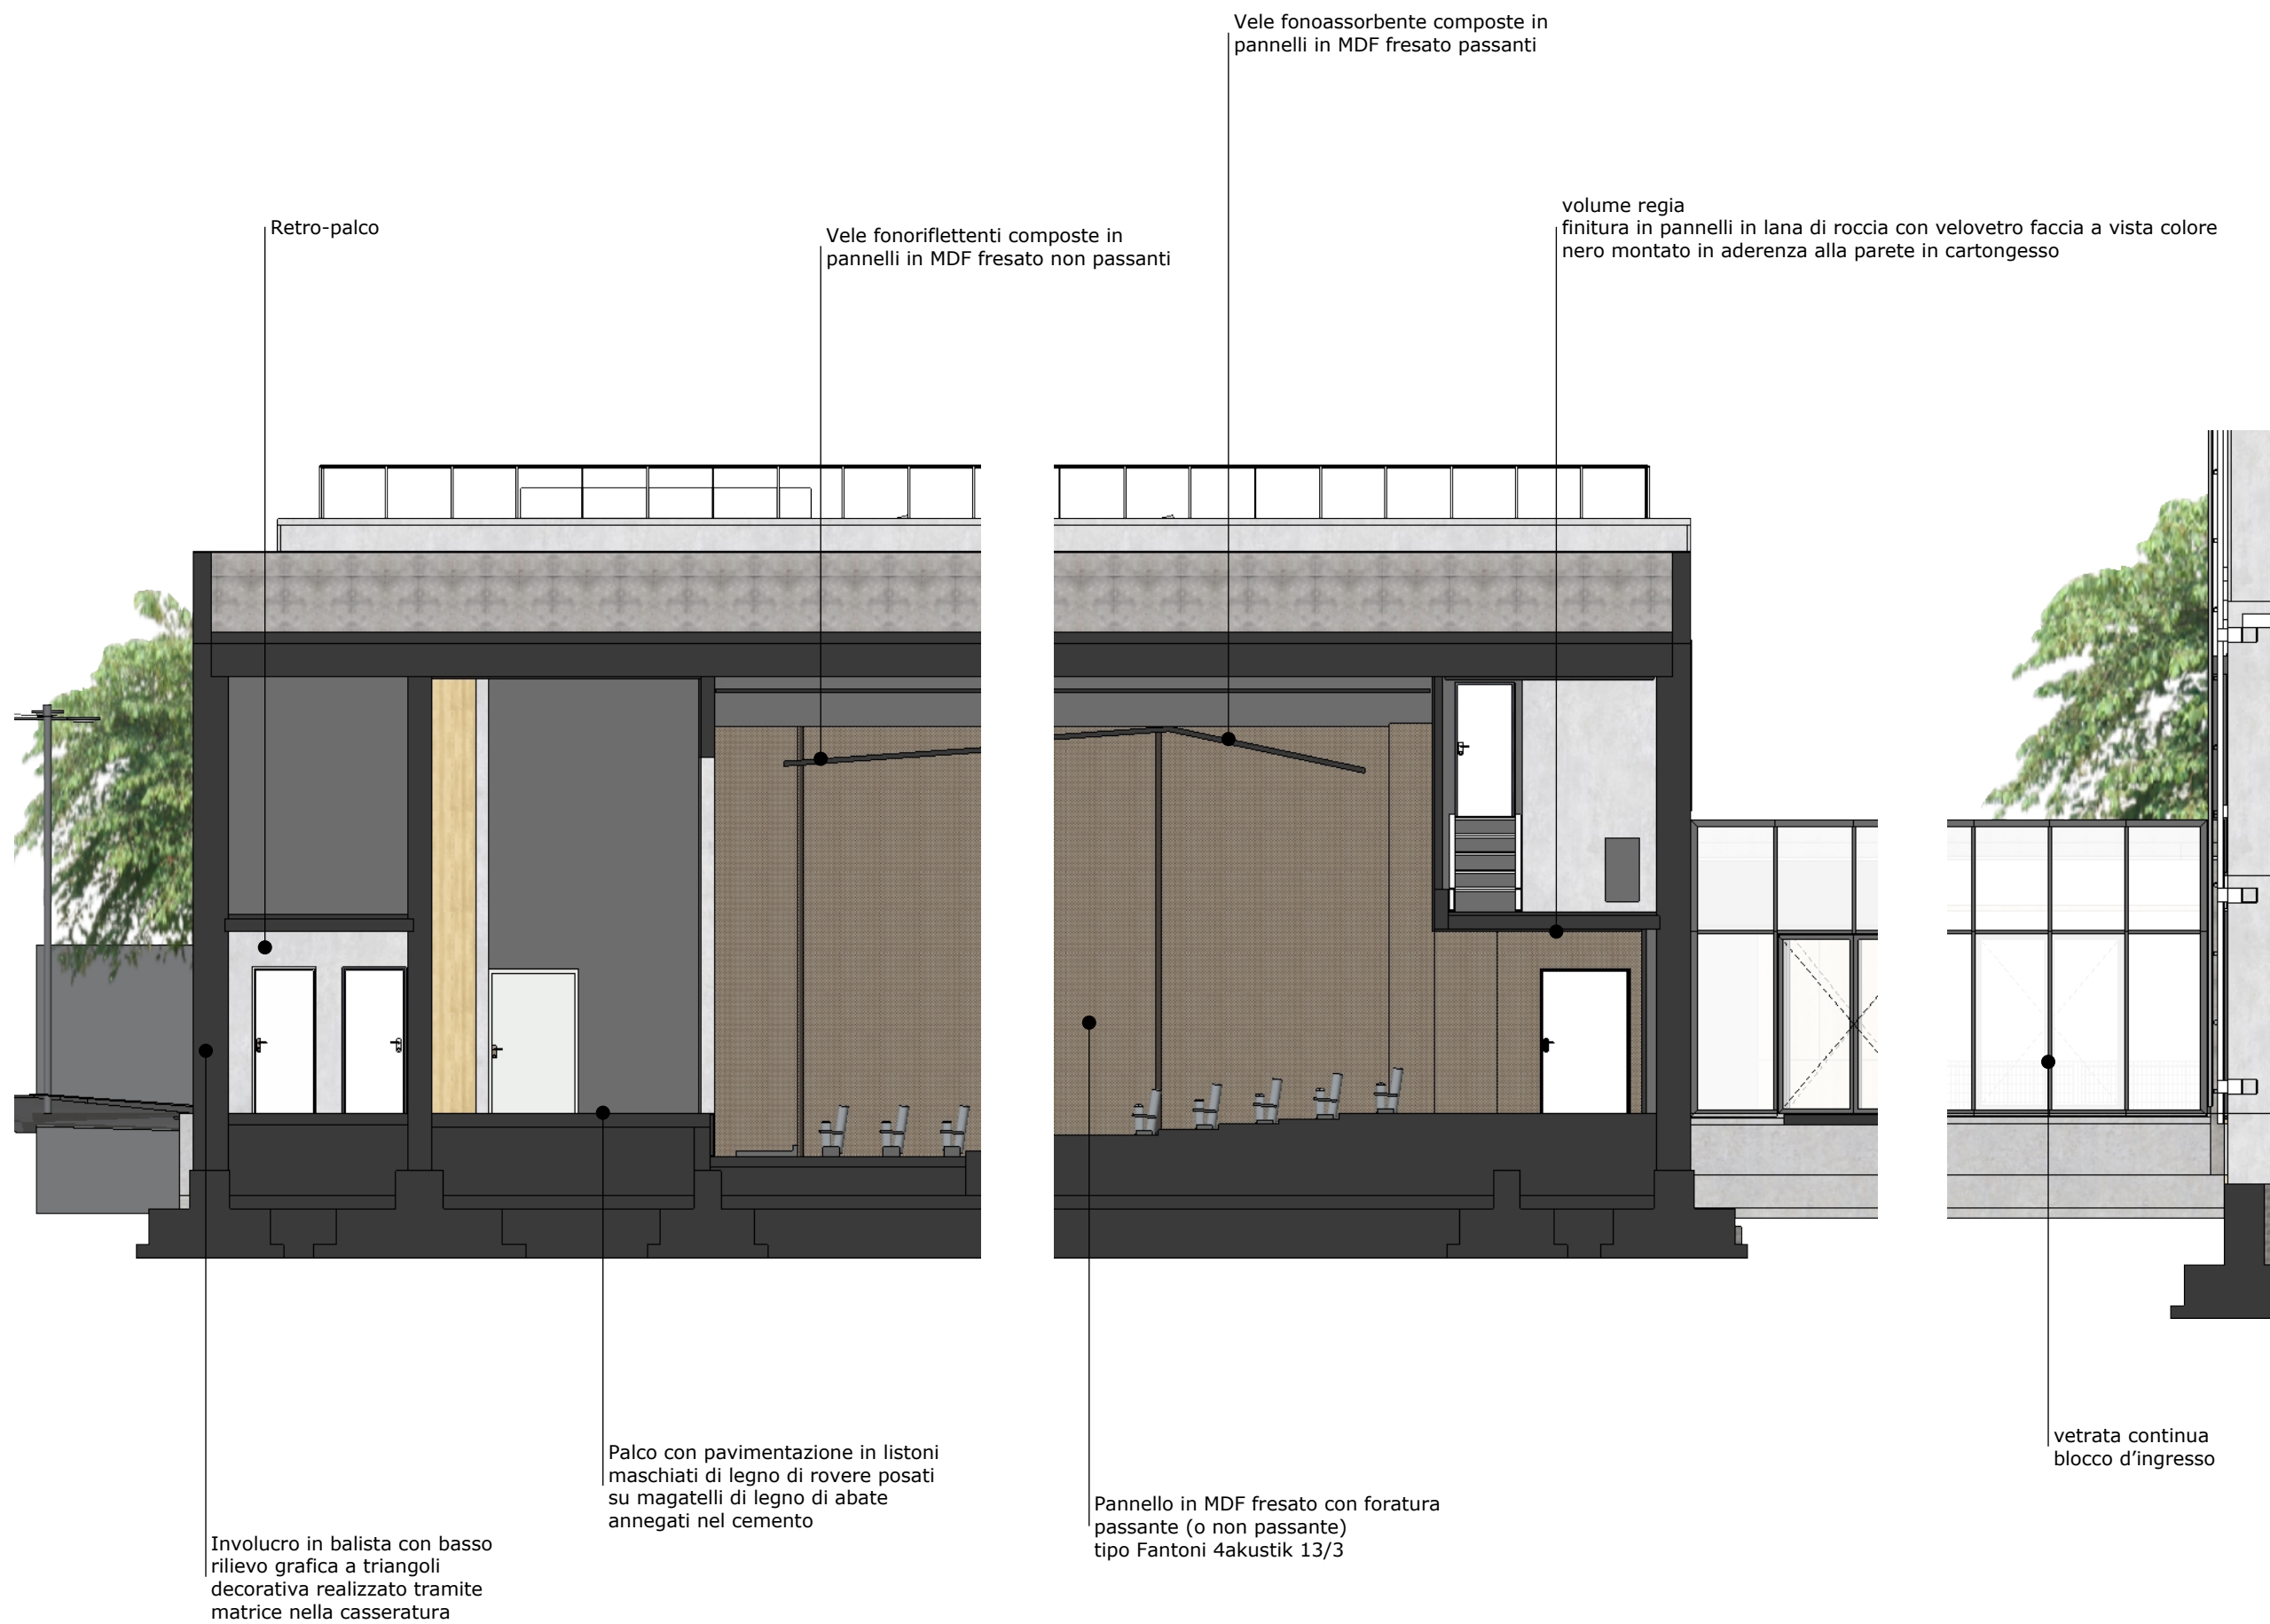 Vele fonoassorbente composte in
pannelli in MDF fresato passanti
volume regia
finitura in pannelli in lana di roccia con velovetro faccia a vista colore
nero montato in aderenza alla parete in cartongesso
Retro-palco
Vele fonoriflettenti composte in
pannelli in MDF fresato non passanti
vetrata continua
blocco d'ingresso
Palco con pavimentazione in listoni
maschiati di legno di rovere posati
su magatelli di legno di abate
annegati nel cemento
Pannello in MDF fresato con foratura
passante (o non passante)
tipo Fantoni 4akustik 13/3
Involucro in balista con basso
rilievo grafica a triangoli
decorativa realizzato tramite
matrice nella casseratura